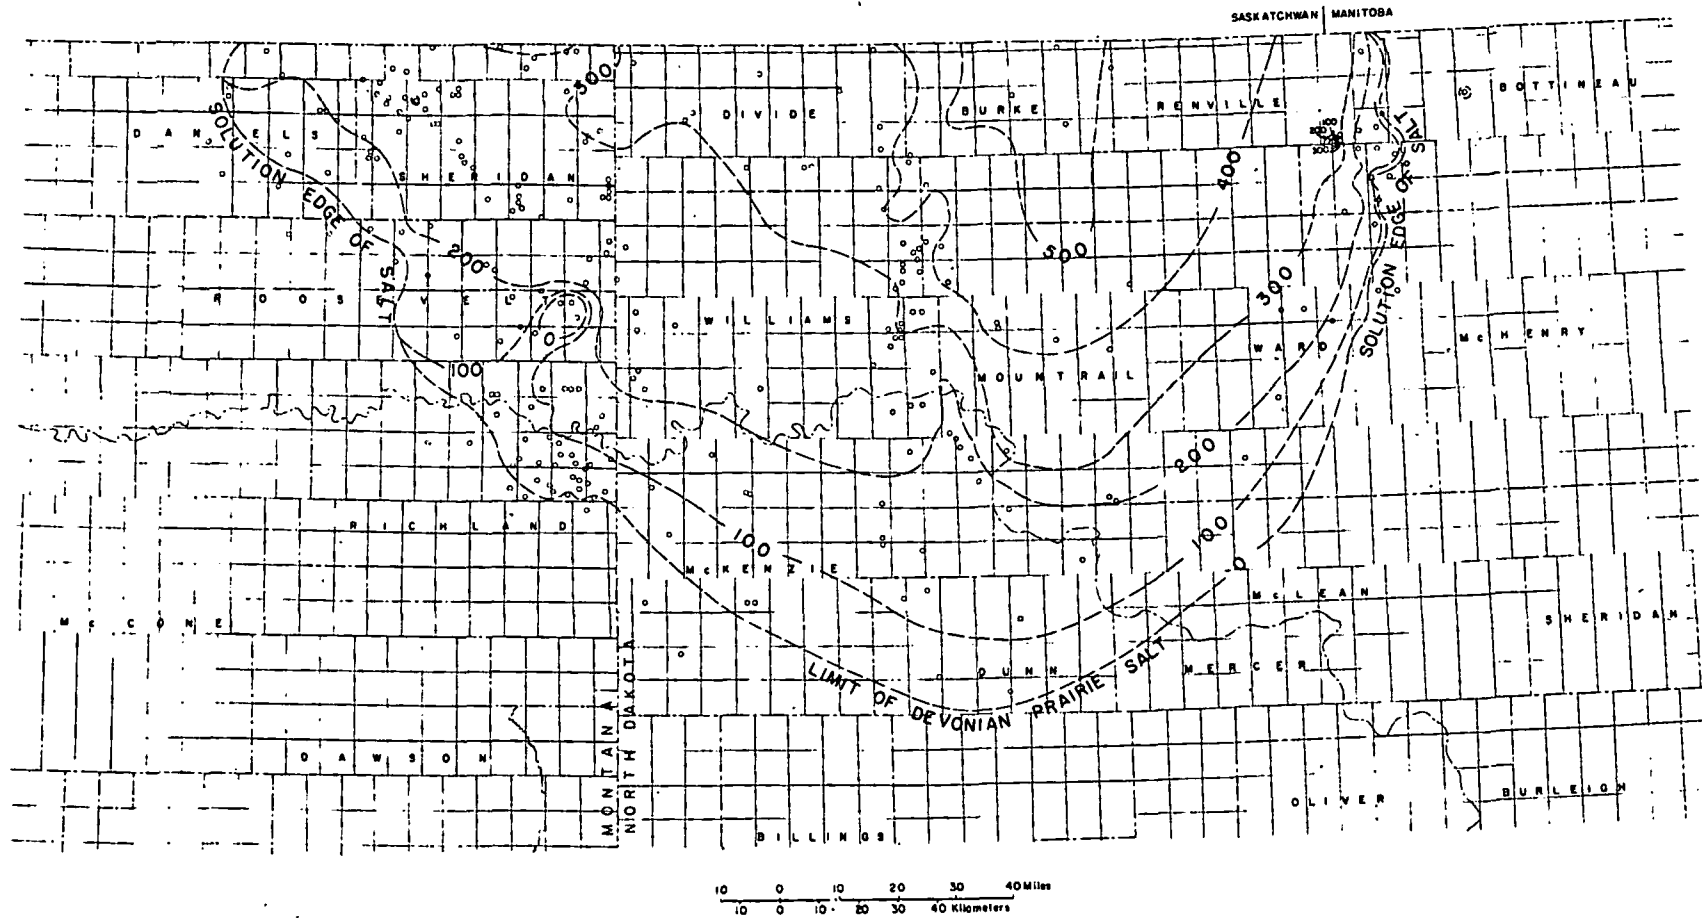 SASKATCHWAN | MANITOBA
300
DIVIDE
BURKE
RENVILLE
BOTTINEAU
DANIELS
SOLUTION EDGE OF SALT
SHERIDAN
400
SOLUTION EDGE OF SALT
200
500
300
ROOSEVELT
0
WILLIAMS
WARD
McHENRY
100
MOUNTRAIL
200
RICHLAND
100
100
McKENZIE
0
McLEAN
McCONE
SHERIDAN
DUNN
MERCER
LIMIT OF DEVONIAN PRAIRIE SALT
DAWSON
MONTANA
NORTH DAKOTA
OLIVER
BURLEIGH
BILLINGS
10 0 10 20 30 40 Miles
10 0 10 20 30 40 Kilometers